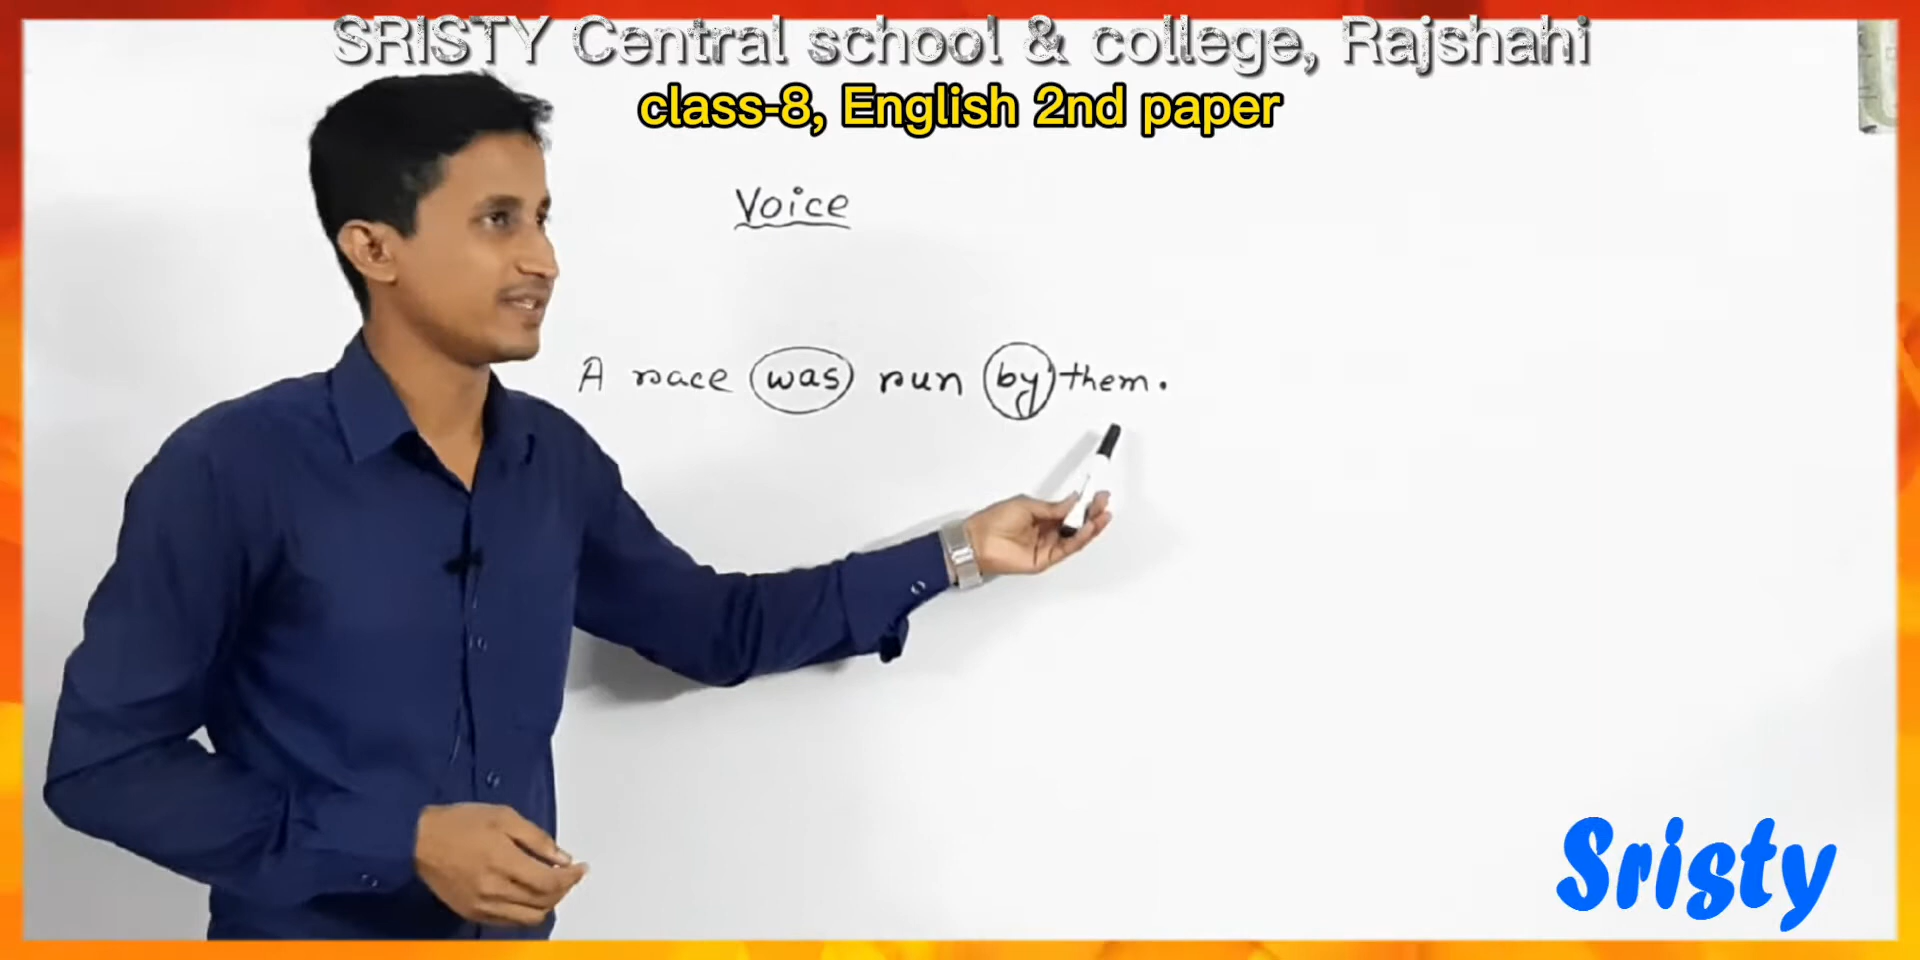 SRISTY Central school & college, Rajshahi
class-8, English 2nd paper
Voice
A race was run by them.
Sristy